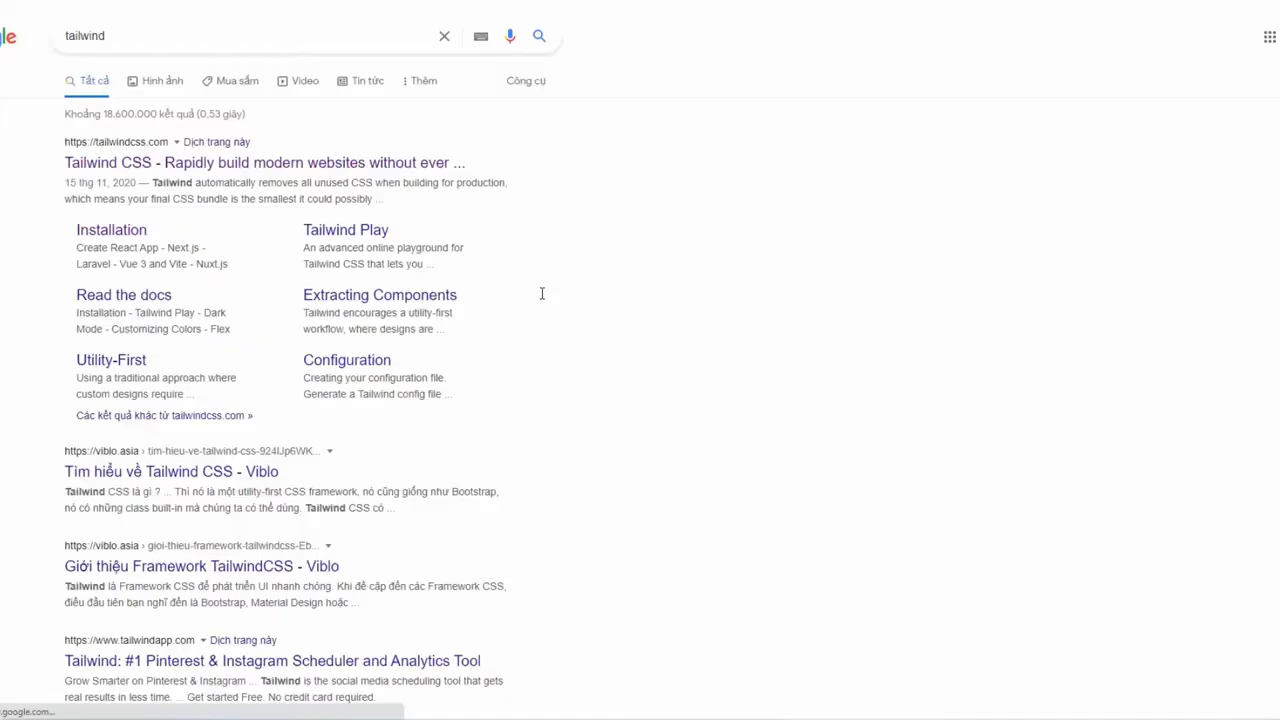 le
tailwind
Tất cả Hình ảnh Mua sắm Video Tin tức Thêm Công cụ
Khoảng 18.600.000 kết quả (0,53 giây)
https://tailwindcss.com Dịch trang này
Tailwind CSS - Rapidly build modern websites without ever ...
15 thg 11, 2020 — Tailwind automatically removes all unused CSS when building for production,
which means your final CSS bundle is the smallest it could possibly ...
Installation
Create React App - Next.js -
Laravel - Vue 3 and Vite - Nuxt.js
Tailwind Play
An advanced online playground for
Tailwind CSS that lets you ...
Read the docs
Installation - Tailwind Play - Dark
Mode - Customizing Colors - Flex
Extracting Components
Tailwind encourages a utility-first
workflow, where designs are ...
Utility-First
Using a traditional approach where
custom designs require ...
Configuration
Creating your configuration file.
Generate a Tailwind config file ...
Các kết quả khác từ tailwindcss.com »
https://viblo.asia › tim-hieu-ve-tailwind-css-924lJp6WK...
Tìm hiểu về Tailwind CSS - Viblo
Tailwind CSS là gì ? ... Thì nó là một utility-first CSS framework, nó cũng giống như Bootstrap,
nó có những class built-in mà chúng ta có thể dùng. Tailwind CSS có ...
https://viblo.asia › gioi-thieu-framework-tailwindcss-Eb...
Giới thiệu Framework TailwindCSS - Viblo
Tailwind là Framework CSS để phát triển UI nhanh chóng. Khi đề cập đến các Framework CSS,
điều đầu tiên bạn nghĩ đến là Bootstrap, Material Design hoặc ...
https://www.tailwindapp.com Dịch trang này
Tailwind: #1 Pinterest & Instagram Scheduler and Analytics Tool
Grow Smarter on Pinterest & Instagram ... Tailwind is the social media scheduling tool that gets
real results in less time. ... Get started Free. No credit card required.
.google.com...